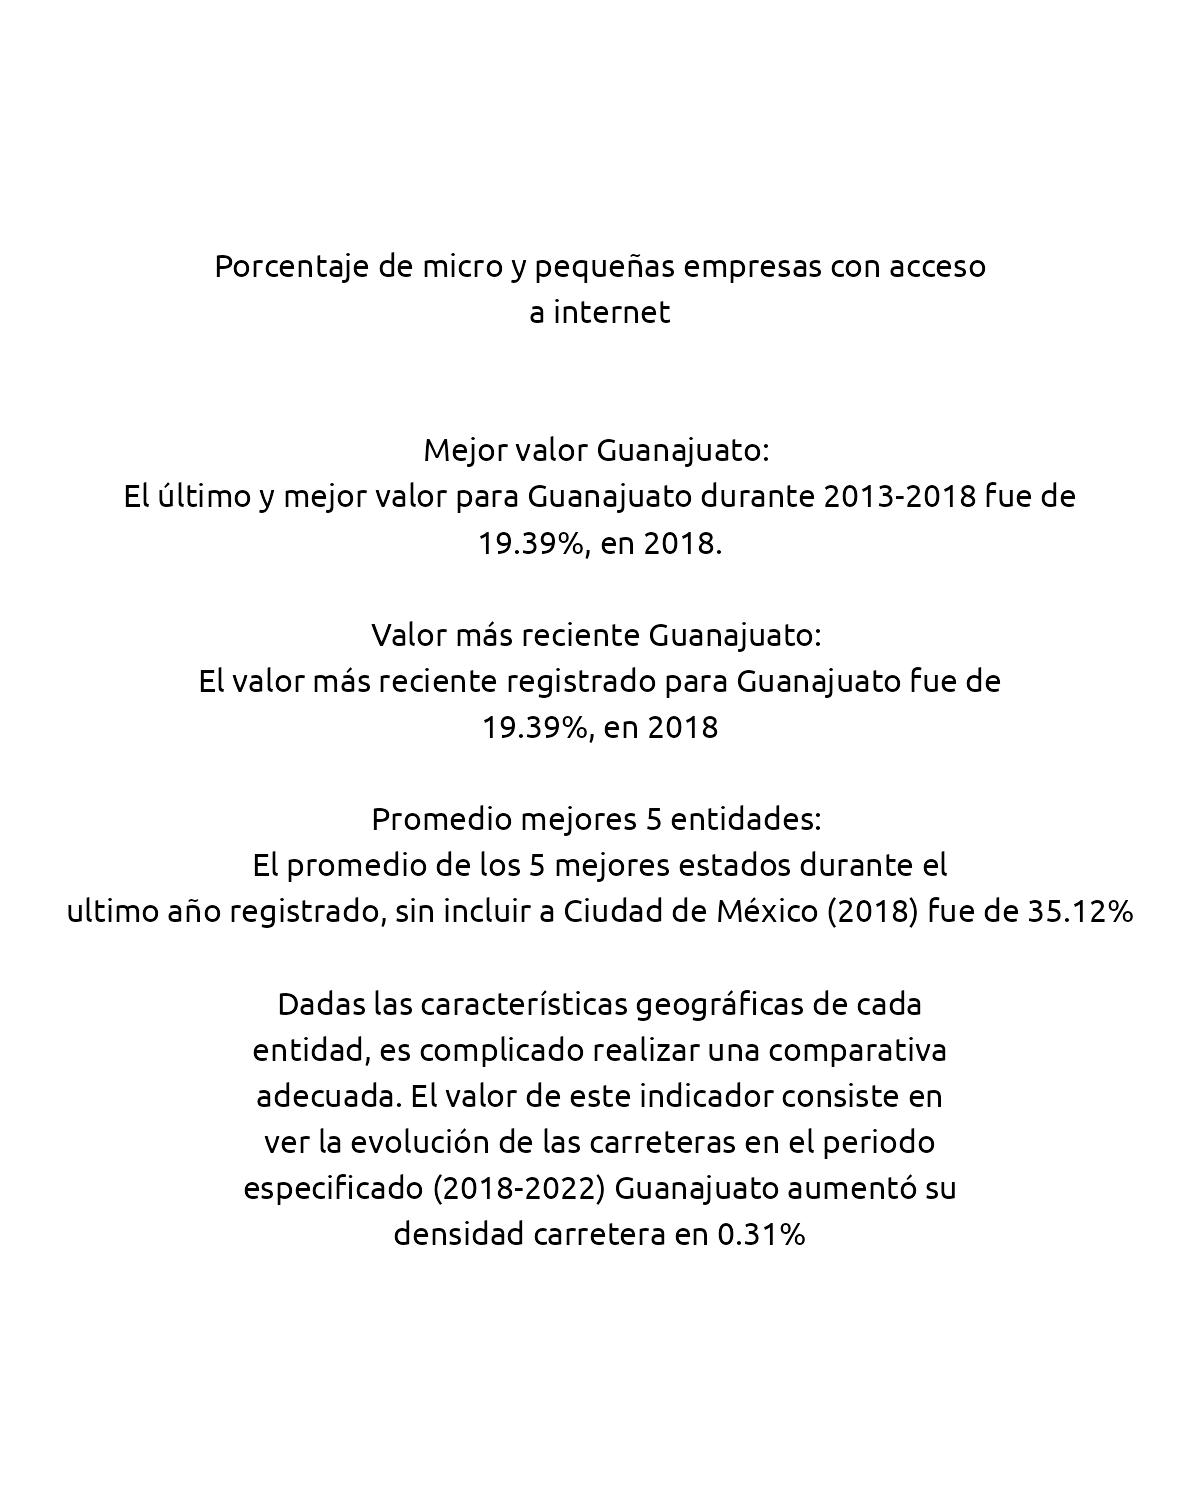 Porcentaje de micro y pequeñas empresas con acceso
a internet
Mejor valor Guanajuato:
El último y mejor valor para Guanajuato durante 2013-2018 fue de
19.39%, en 2018.
Valor más reciente Guanajuato:
El valor más reciente registrado para Guanajuato fue de
19.39%, en 2018
Promedio mejores 5 entidades:
El promedio de los 5 mejores estados durante el
ultimo año registrado, sin incluir a Ciudad de México (2018) fue de 35.12%
Dadas las características geográficas de cada
entidad, es complicado realizar una comparativa
adecuada. El valor de este indicador consiste en
ver la evolución de las carreteras en el periodo
especificado (2018-2022) Guanajuato aumentó su
densidad carretera en 0.31%